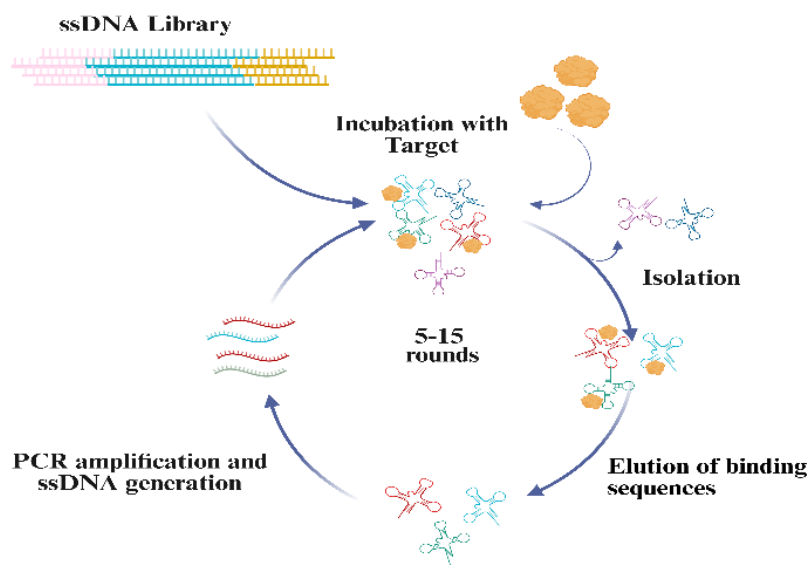 ssDNA Library
Incubation with
Target
Isolation
5-15
rounds
Elution of binding
sequences
PCR amplification and
ssDNA generation